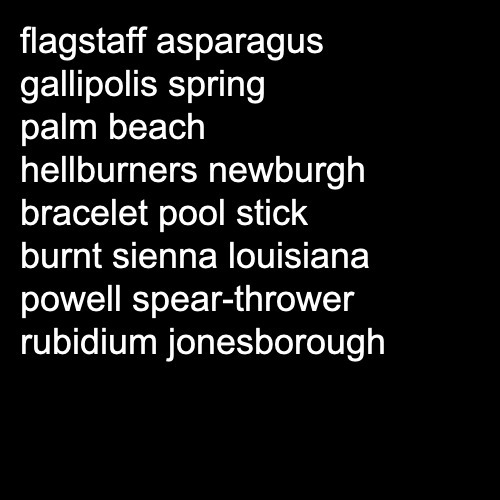 flagstaff asparagus
gallipolis spring
palm beach
hellburners newburgh
bracelet pool stick
burnt sienna louisiana
powell spear-thrower
rubidium jonesborough